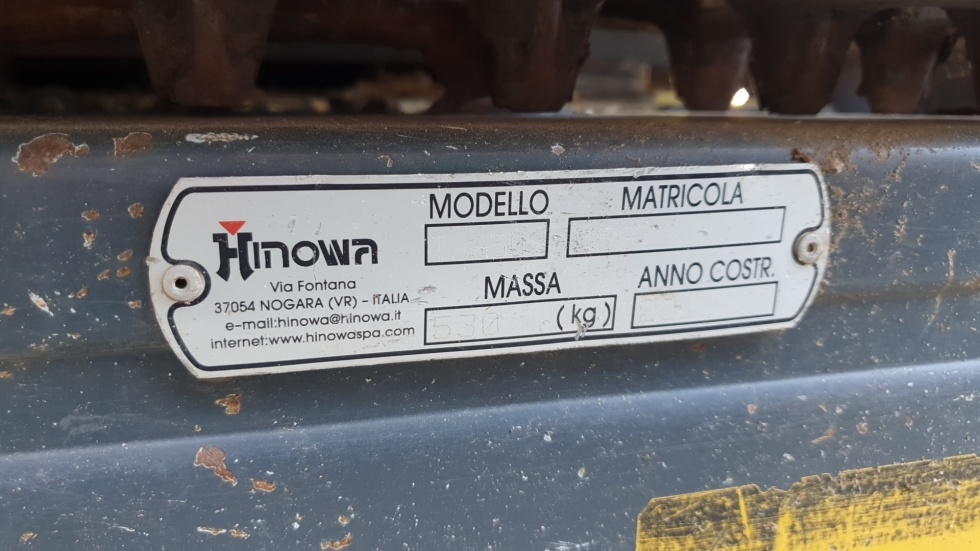 Hinowa
Via Fontana
37054 NOGARA (VR) - ITALIA
e-mail:hinowa@hinowa.it
internet:www.hinowaspa.com
MODELLO
MATRICOLA
MASSA
530 (kg)
ANNO COSTR.